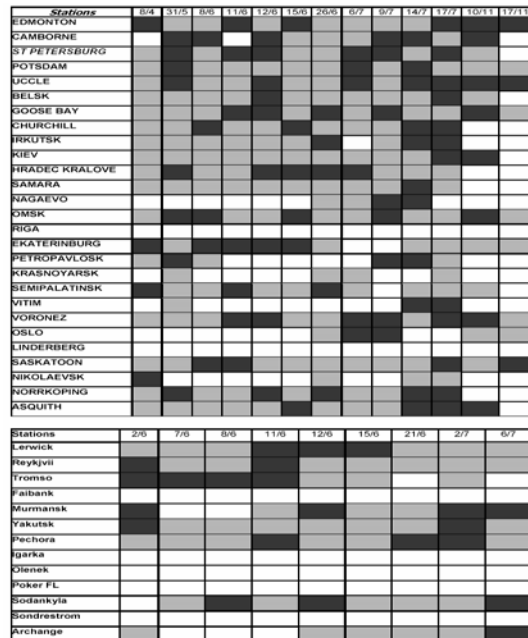 Stations 8/4 31/5 8/6 11/6 12/6 15/6 26/6 6/7 9/7 14/7 17/7 10/11 17/11
EDMONTON
CAMBORNE
ST PETERSBURG
POTSDAM
UCCLE
BELSK
GOOSE BAY
CHURCHILL
IRKUTSK
KIEV
HRADEC KRALOVE
SAMARA
NAGAEVO
OMSK
RIGA
EKATERINBURG
PETROPAVLOSK
KRASNOYARSK
SEMIPALATINSK
VITIM
VORONEZ
OSLO
LINDERBERG
SASKATOON
NIKOLAEVSK
NORRKOPING
ASQUITH
Stations 2/6 7/6 8/6 11/6 12/6 15/6 21/6 2/7 6/7
Lerwick
Reykjvii
Tromso
Faibank
Murmansk
Yakutsk
Pechora
Igarka
Olenek
Poker FL
Sodankyla
Sondrestrom
Archange